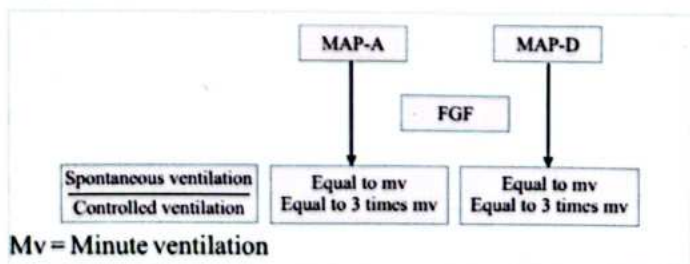 MAP-A MAP-D
FGF
Spontaneous ventilation
Controlled ventilation
Equal to mv
Equal to 3 times mv
Equal to mv
Equal to 3 times mv
Mv = Minute ventilation